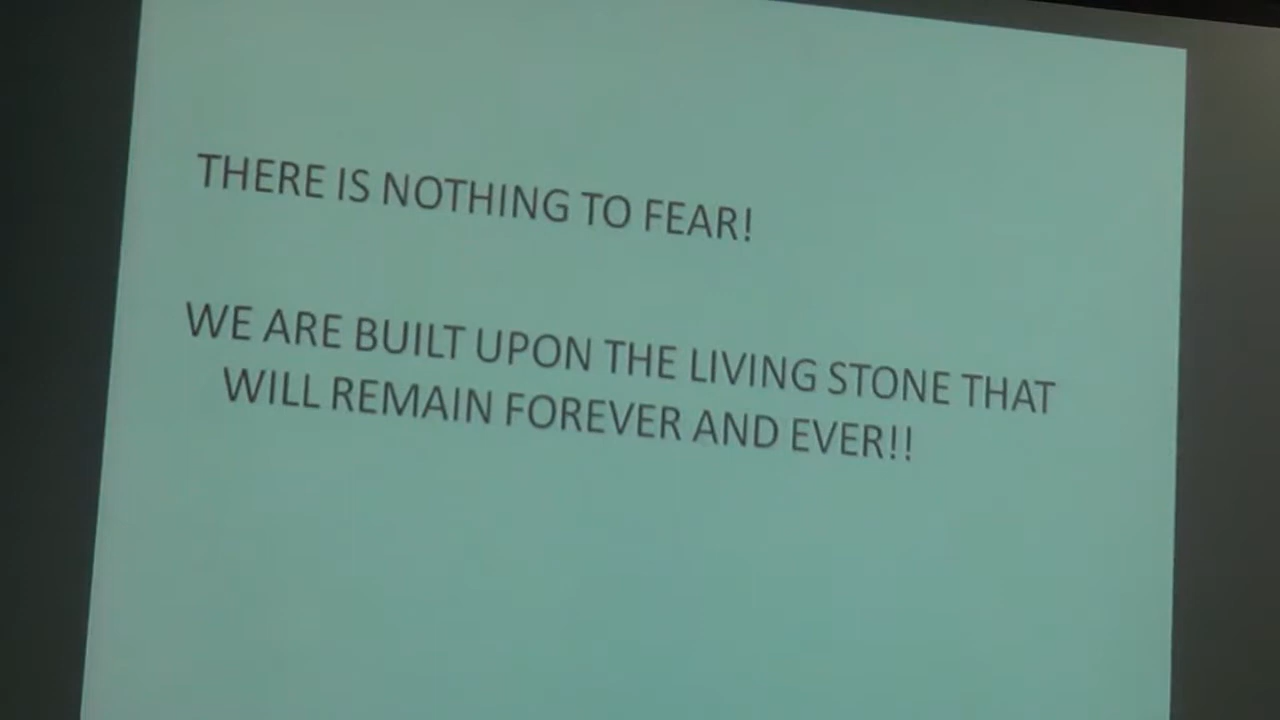 THERE IS NOTHING TO FEAR!
WE ARE BUILT UPON THE LIVING STONE THAT
WILL REMAIN FOREVER AND EVER!!